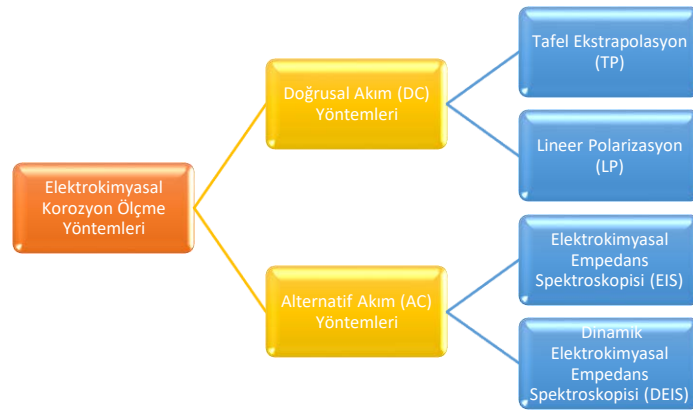 Elektrokimyasal
Korozyon Ölçme
Yöntemleri
Doğrusal Akım (DC)
Yöntemleri
Tafel Ekstrapolasyon
(TP)
Lineer Polarizasyon
(LP)
Alternatif Akım (AC)
Yöntemleri
Elektrokimyasal
Empedans
Spektroskopisi (EIS)
Dinamik
Elektrokimyasal
Empedans
Spektroskopisi (DEIS)